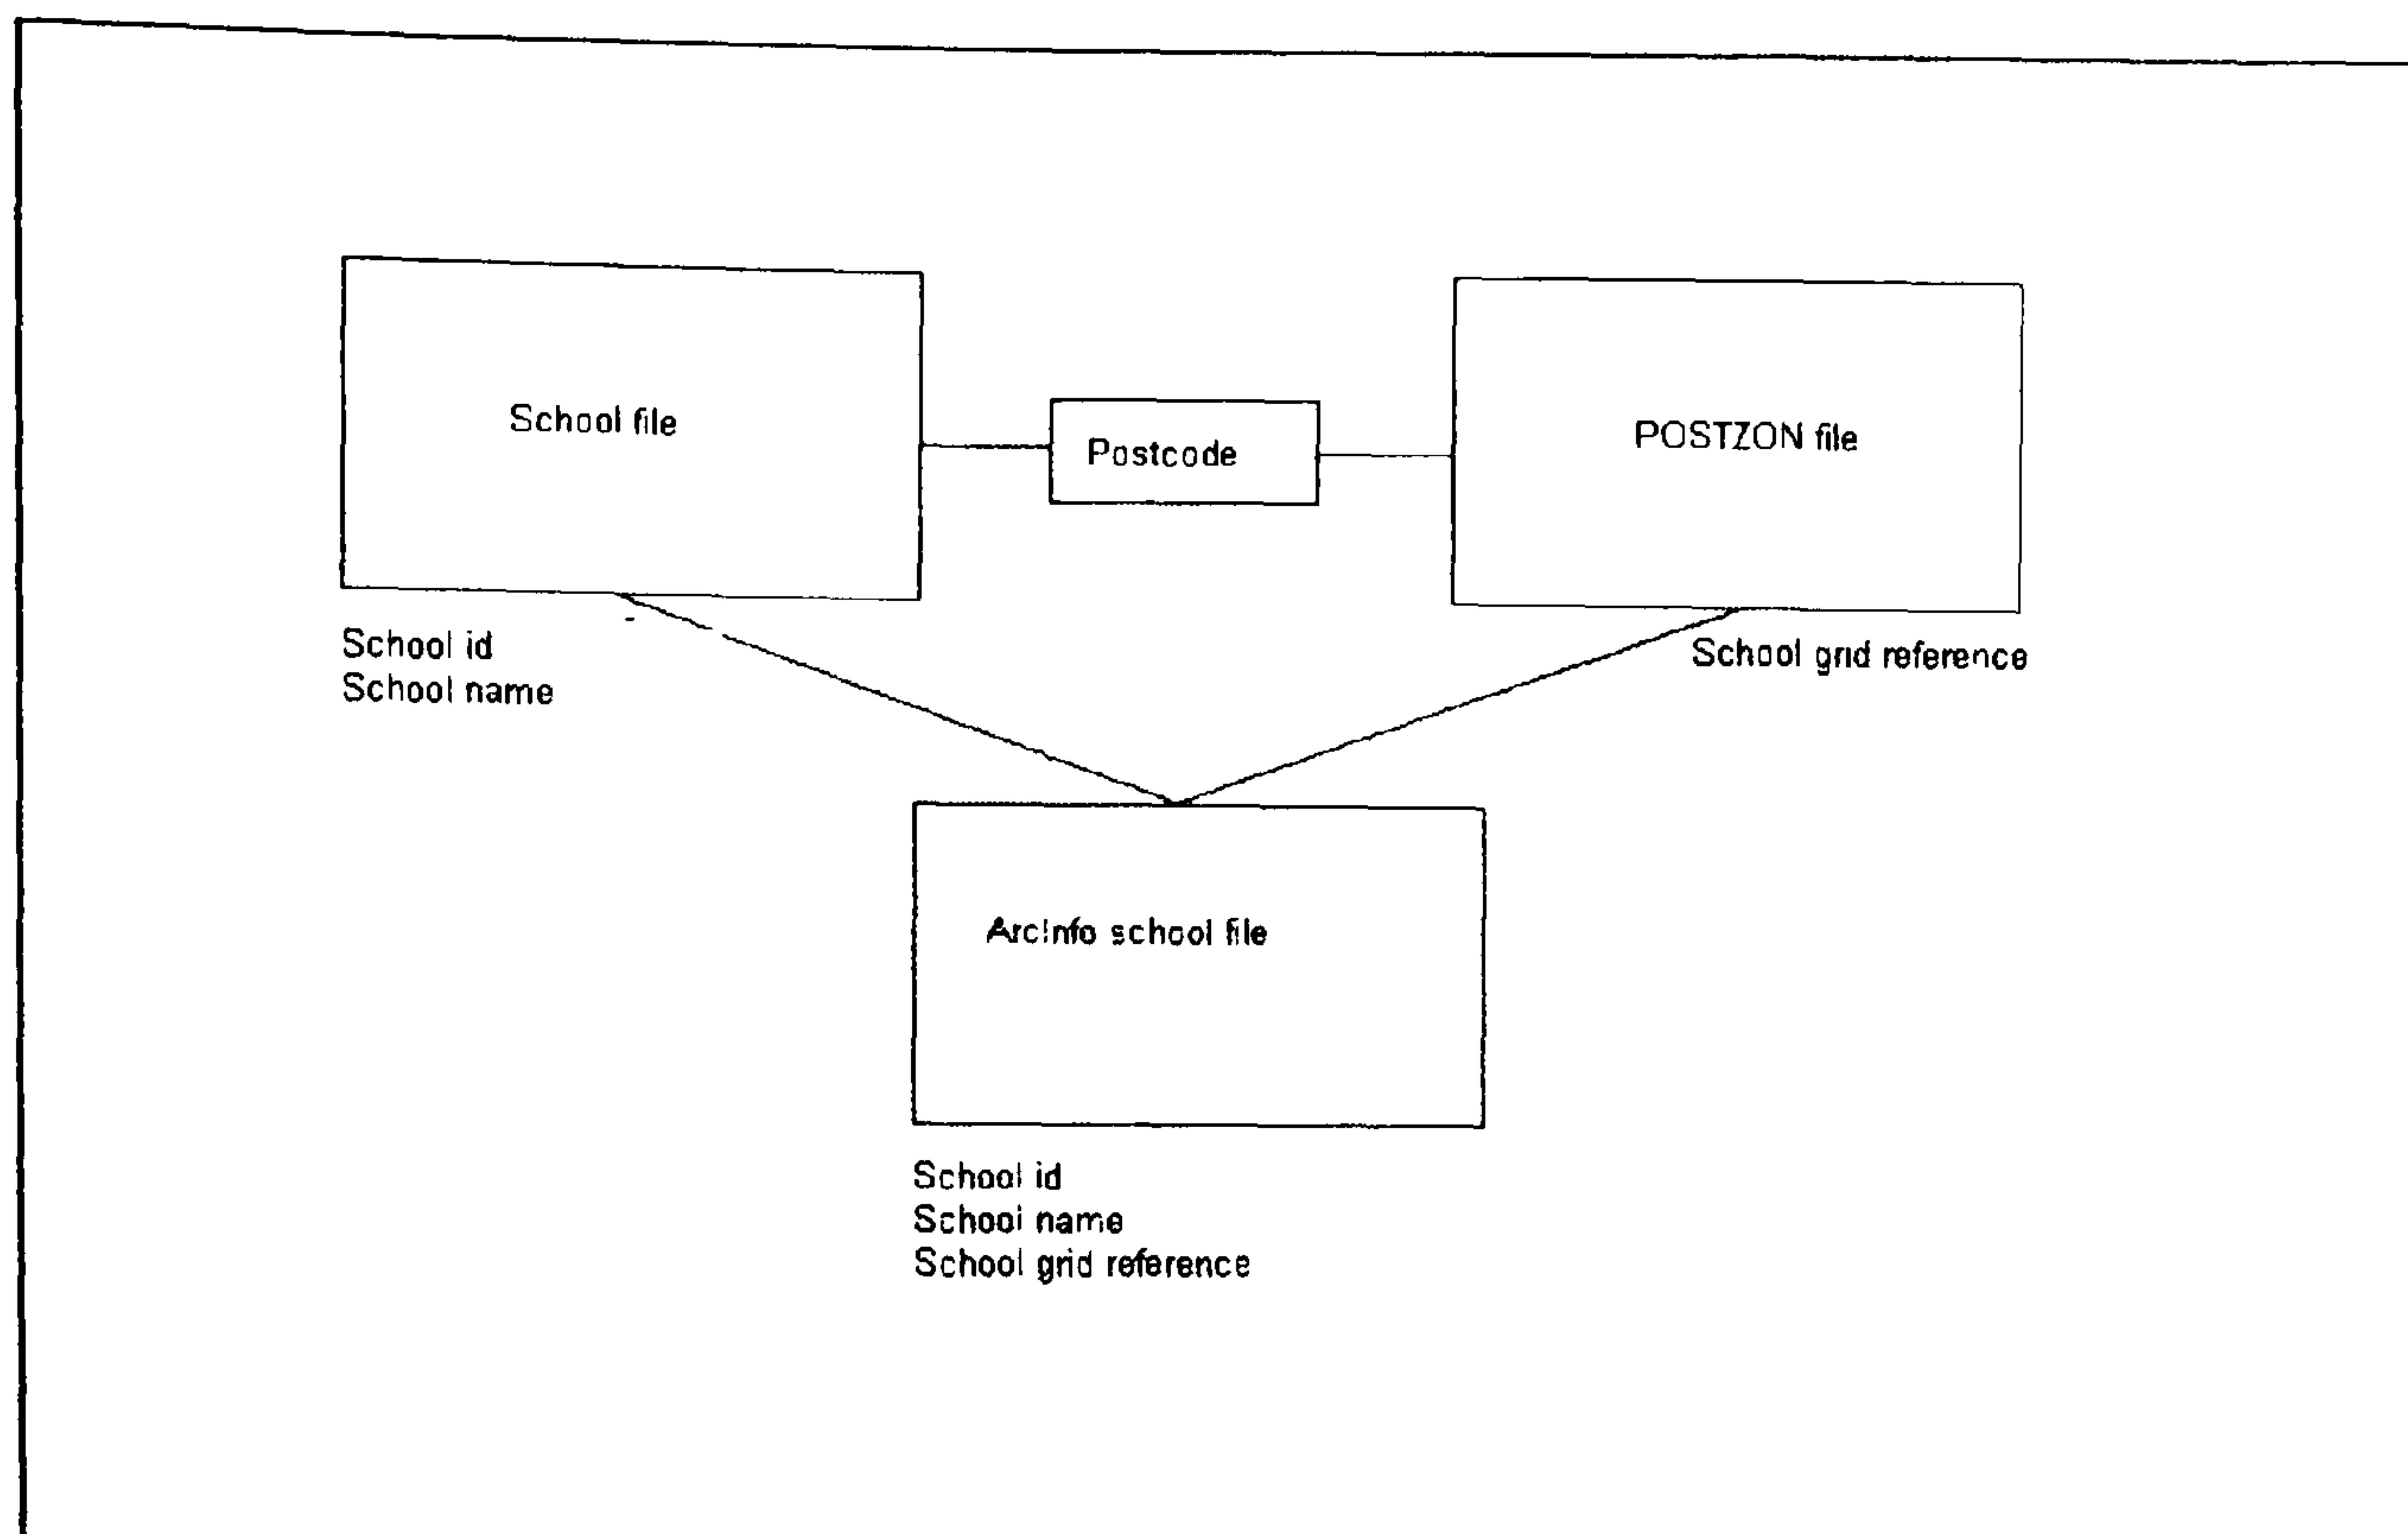 School file
Postcode
POSTZON file
School id
School name
School grid reference
ArcInfo school file
School id
School name
School grid reference